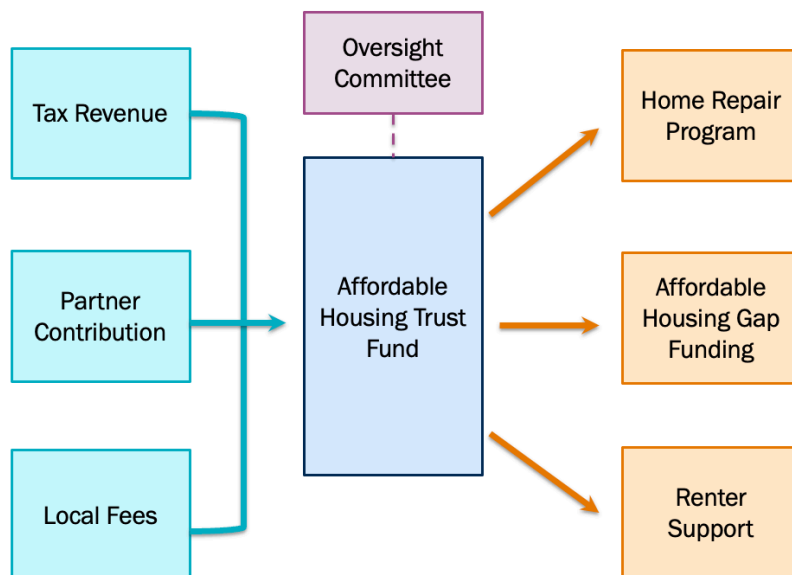 Oversight
Committee
Tax Revenue
Home Repair
Program
Partner
Contribution
Affordable
Housing Trust
Fund
Affordable
Housing Gap
Funding
Local Fees
Renter
Support